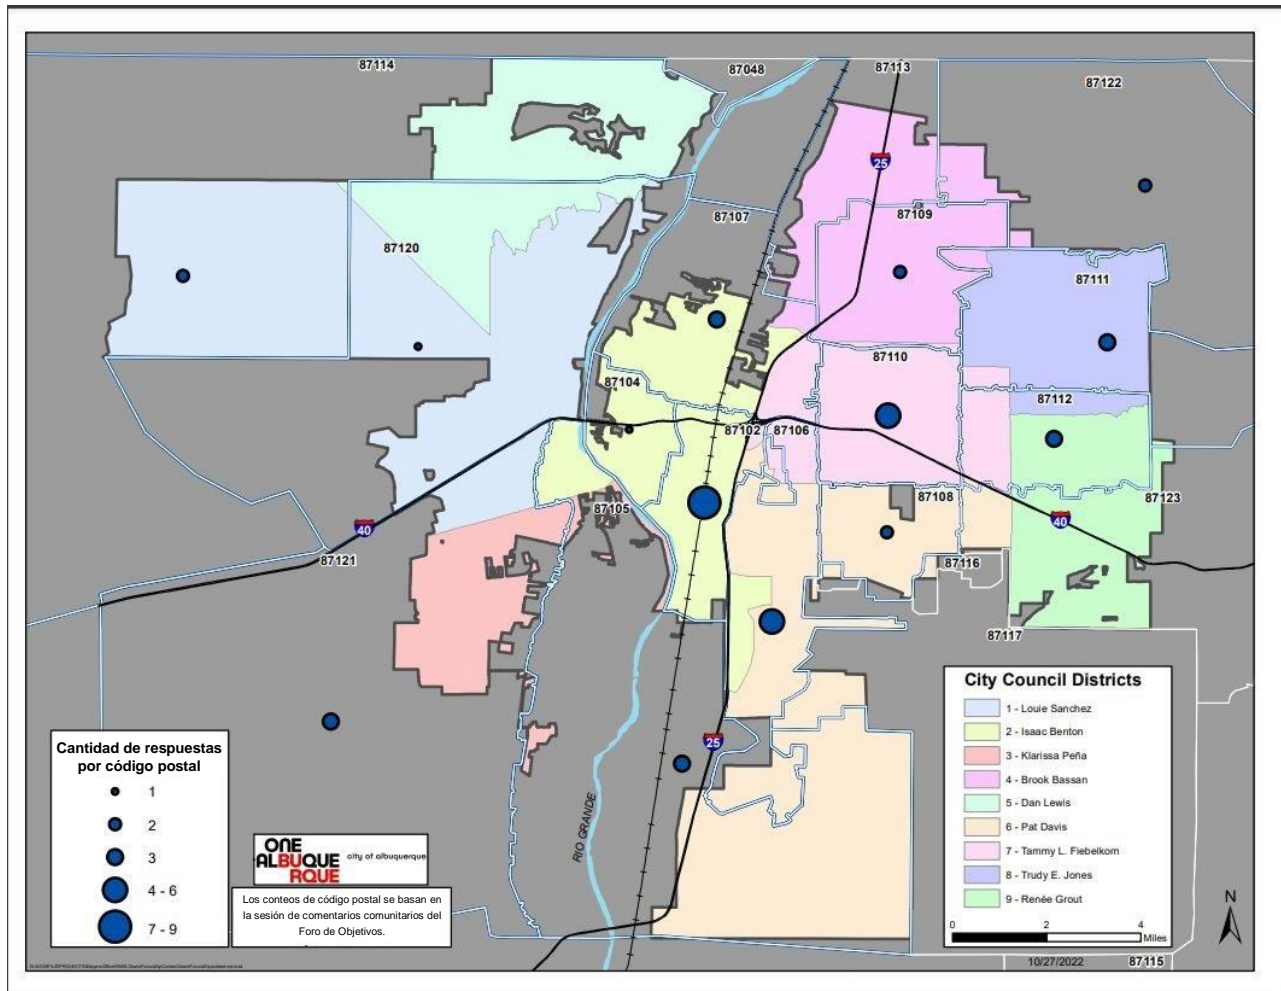 87114
87048
87113
87122
25
87107
87109
87120
87111
87110
87104
87112
87102
87106
87105
87108
87123
40
40
87121
87116
87117
25
RIO GRANDE
City Council Districts
1 - Louie Sanchez
2 - Isaac Benton
3 - Klarissa Peña
4 - Brook Bassan
5 - Dan Lewis
6 - Pat Davis
7 - Tammy L. Fiebelkorn
8 - Trudy E. Jones
9 - Renée Grout
0 2 4
Miles
N
Cantidad de respuestas
por código postal
1
2
3
4 - 6
7 - 9
ONE
ALBUQUE
RQUE
city of albuquerque
Los conteos de código postal se basan en
la sesión de comentarios comunitarios del
Foro de Objetivos.
10/27/2022
87115